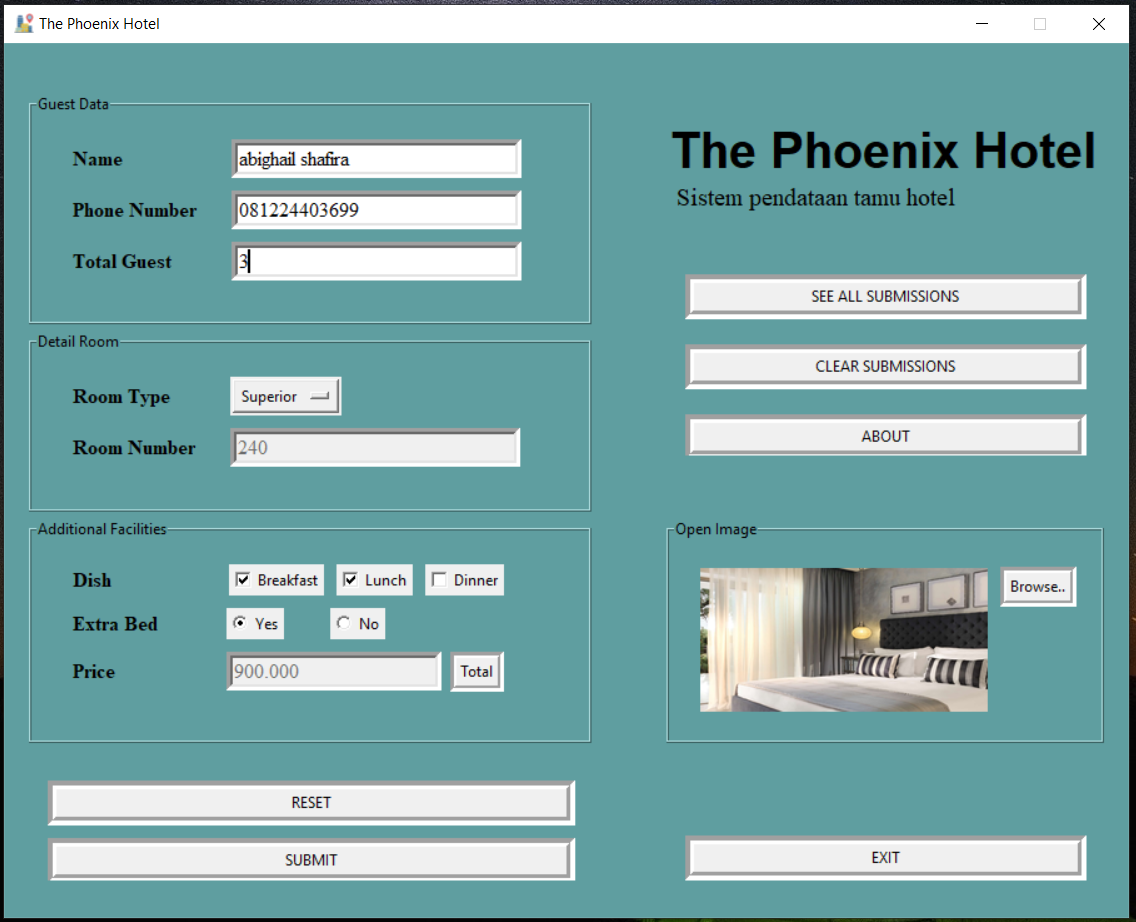 The Phoenix Hotel
Guest Data
Name abighail shafira
Phone Number 081224403699
Total Guest 3
Detail Room
Room Type Superior
Room Number 240
Additional Facilities
Dish Breakfast Lunch Dinner
Extra Bed Yes No
Price 900.000 Total
RESET
SUBMIT
The Phoenix Hotel
Sistem pendataan tamu hotel
SEE ALL SUBMISSIONS
CLEAR SUBMISSIONS
ABOUT
Open Image
Browse..
EXIT